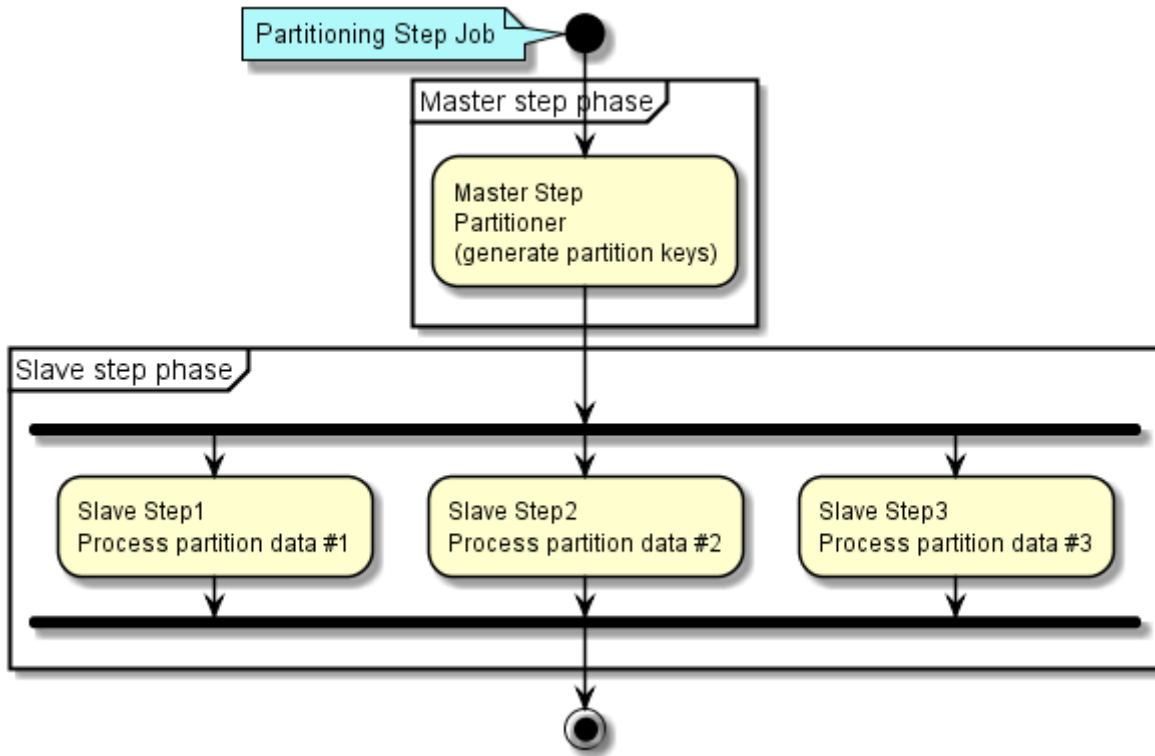 Partitioning Step Job
Master step phase
Master Step
Partitioner
(generate partition keys)
Slave step phase
Slave Step1
Process partition data #1
Slave Step2
Process partition data #2
Slave Step3
Process partition data #3